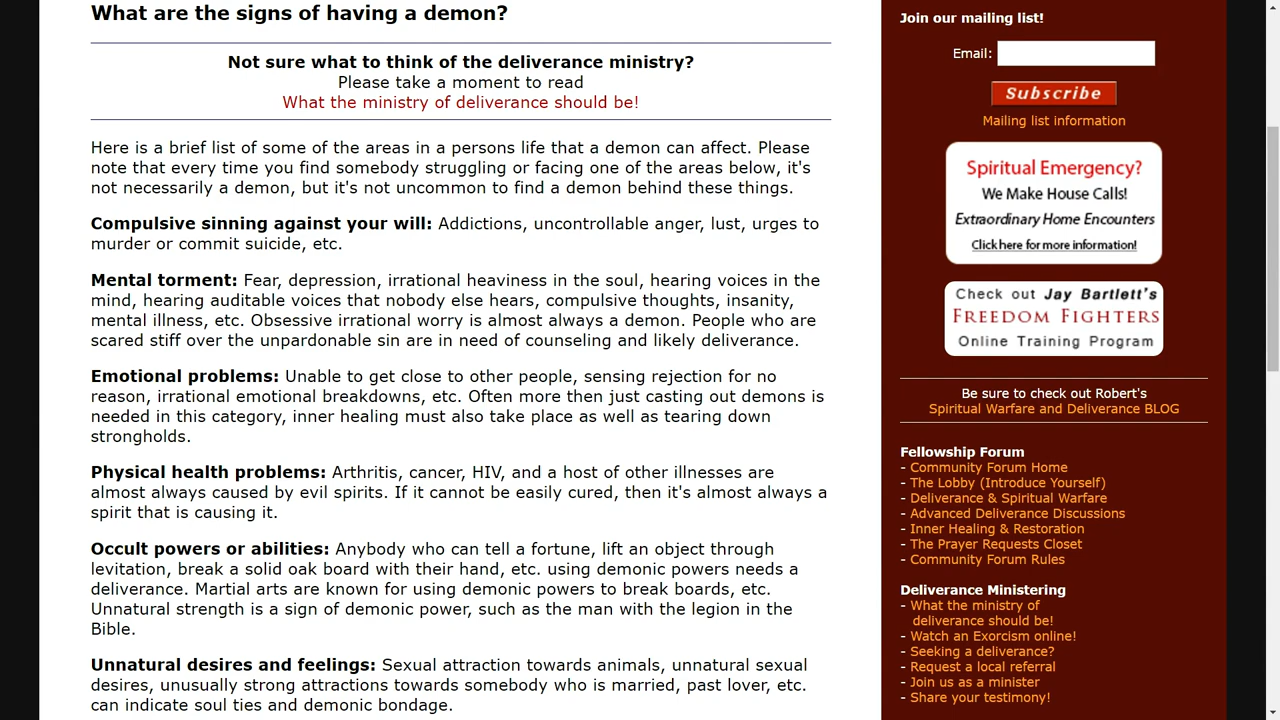 What are the signs of having a demon?
Not sure what to think of the deliverance ministry?
Please take a moment to read
What the ministry of deliverance should be!
Here is a brief list of some of the areas in a persons life that a demon can affect. Please
note that every time you find somebody struggling or facing one of the areas below, it's
not necessarily a demon, but it's not uncommon to find a demon behind these things.
Compulsive sinning against your will: Addictions, uncontrollable anger, lust, urges to
murder or commit suicide, etc.
Mental torment: Fear, depression, irrational heaviness in the soul, hearing voices in the
mind, hearing auditable voices that nobody else hears, compulsive thoughts, insanity,
mental illness, etc. Obsessive irrational worry is almost always a demon. People who are
scared stiff over the unpardonable sin are in need of counseling and likely deliverance.
Emotional problems: Unable to get close to other people, sensing rejection for no
reason, irrational emotional breakdowns, etc. Often more then just casting out demons is
needed in this category, inner healing must also take place as well as tearing down
strongholds.
Physical health problems: Arthritis, cancer, HIV, and a host of other illnesses are
almost always caused by evil spirits. If it cannot be easily cured, then it's almost always a
spirit that is causing it.
Occult powers or abilities: Anybody who can tell a fortune, lift an object through
levitation, break a brick board with their hand, etc. using demonic powers needs a
deliverance. Martial arts are known for using demonic powers to break boards, etc.
Unnatural strength is a sign of demonic power, such as the man with the legion in the
Bible.
Unnatural desires and feelings: Sexual attraction towards animals, unnatural sexual
desires, unusually strong attractions towards somebody who is married, past lover, etc.
can indicate soul ties and demonic bondage.
Join our mailing list!
Email:
Subscribe
Mailing list information
Spiritual Emergency?
We Make House Calls!
Extraordinary Home Encounters
Click here for more information!
Check out Jay Bartlett's
FREEDOM FIGHTERS
Online Training Program
Be sure to check out Robert's
Spiritual Warfare and Deliverance BLOG
Fellowship Forum
- Community Forum Home
- The Lobby (Introduce Yourself)
- Deliverance & Spiritual Warfare
- Advanced Deliverance Discussions
- Inner Healing & Restoration
- The Prayer Requests Closet
- Community Forum Rules
Deliverance Ministering
- What the ministry of
deliverance should be!
- Watch an Exorcism online!
- Seeking a deliverance?
- Request a local referral
- Join us as a minister
- Share your testimony!